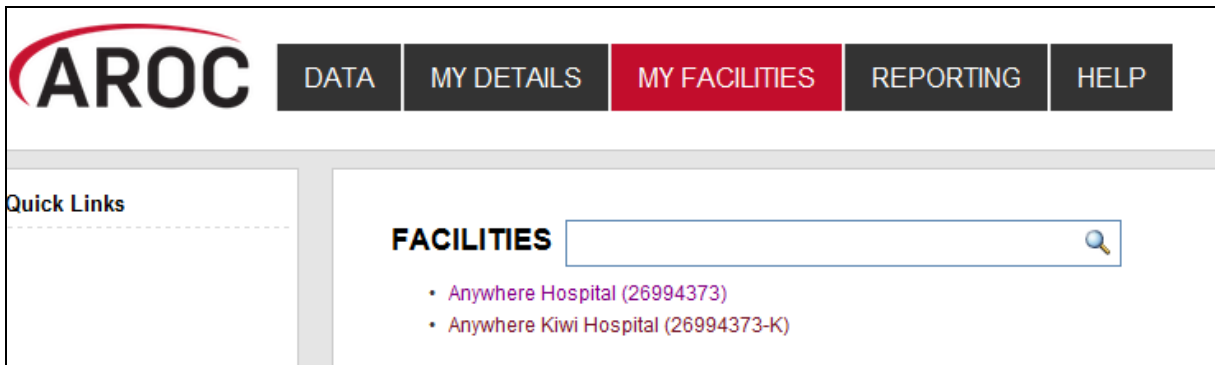 AROC DATA MY DETAILS MY FACILITIES REPORTING HELP
Quick Links
FACILITIES
• Anywhere Hospital (26994373)
• Anywhere Kiwi Hospital (26994373-K)